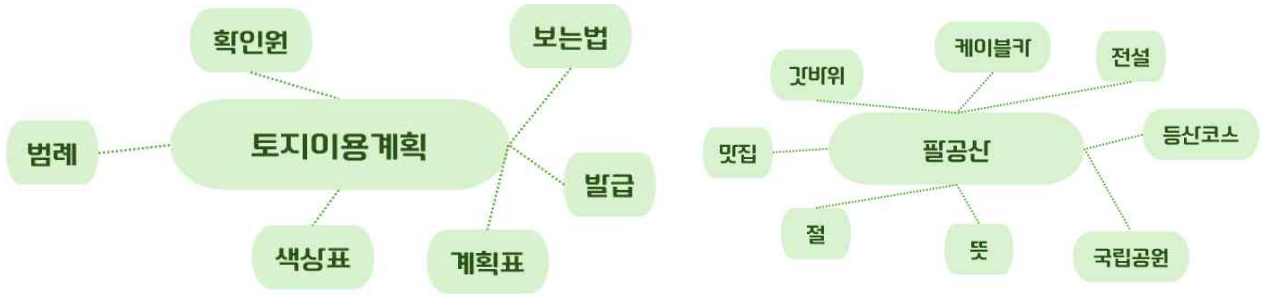 확인원
보는법
범례
토지이용계획
발급
색상표
계획표
갓바위
케이블카
전설
맛집
팔공산
등산코스
절
뜻
국립공원